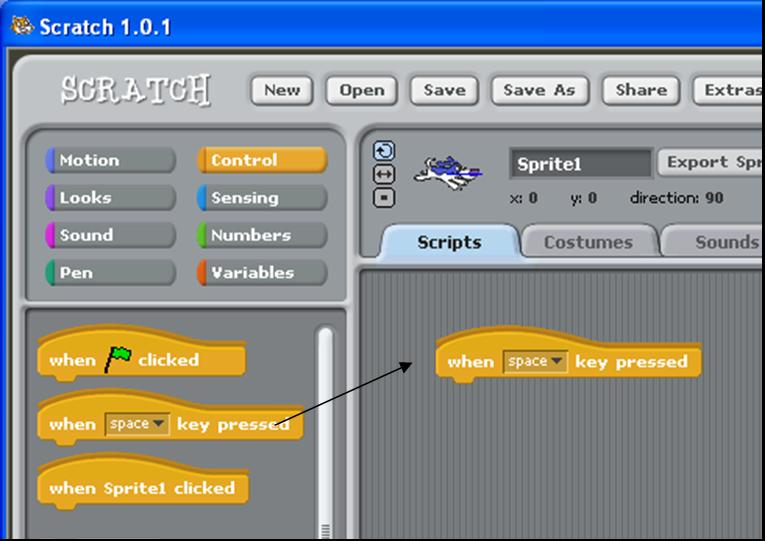 Scratch 1.0.1
SCRATCH New Open Save Save As Share Extras
Motion Control
Looks Sensing
Sound Numbers
Pen Variables
Sprite1 Export Spr
x: 0 y: 0 direction: 90
Scripts Costumes Sounds
when clicked
when space key pressed
when Sprite1 clicked
when space key pressed